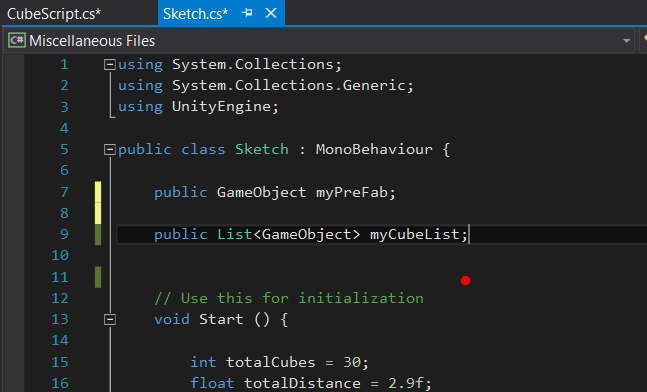 CubeScript.cs* Sketch.cs*
C# Miscellaneous Files
1 using System.Collections;
2 using System.Collections.Generic;
3 using UnityEngine;
4
5 public class Sketch : MonoBehaviour {
6
7 public GameObject myPreFab;
8
9 public List<GameObject> myCubeList;
10
11
12 // Use this for initialization
13 void Start () {
14
15 int totalCubes = 30;
16 float totalDistance = 2.9f;